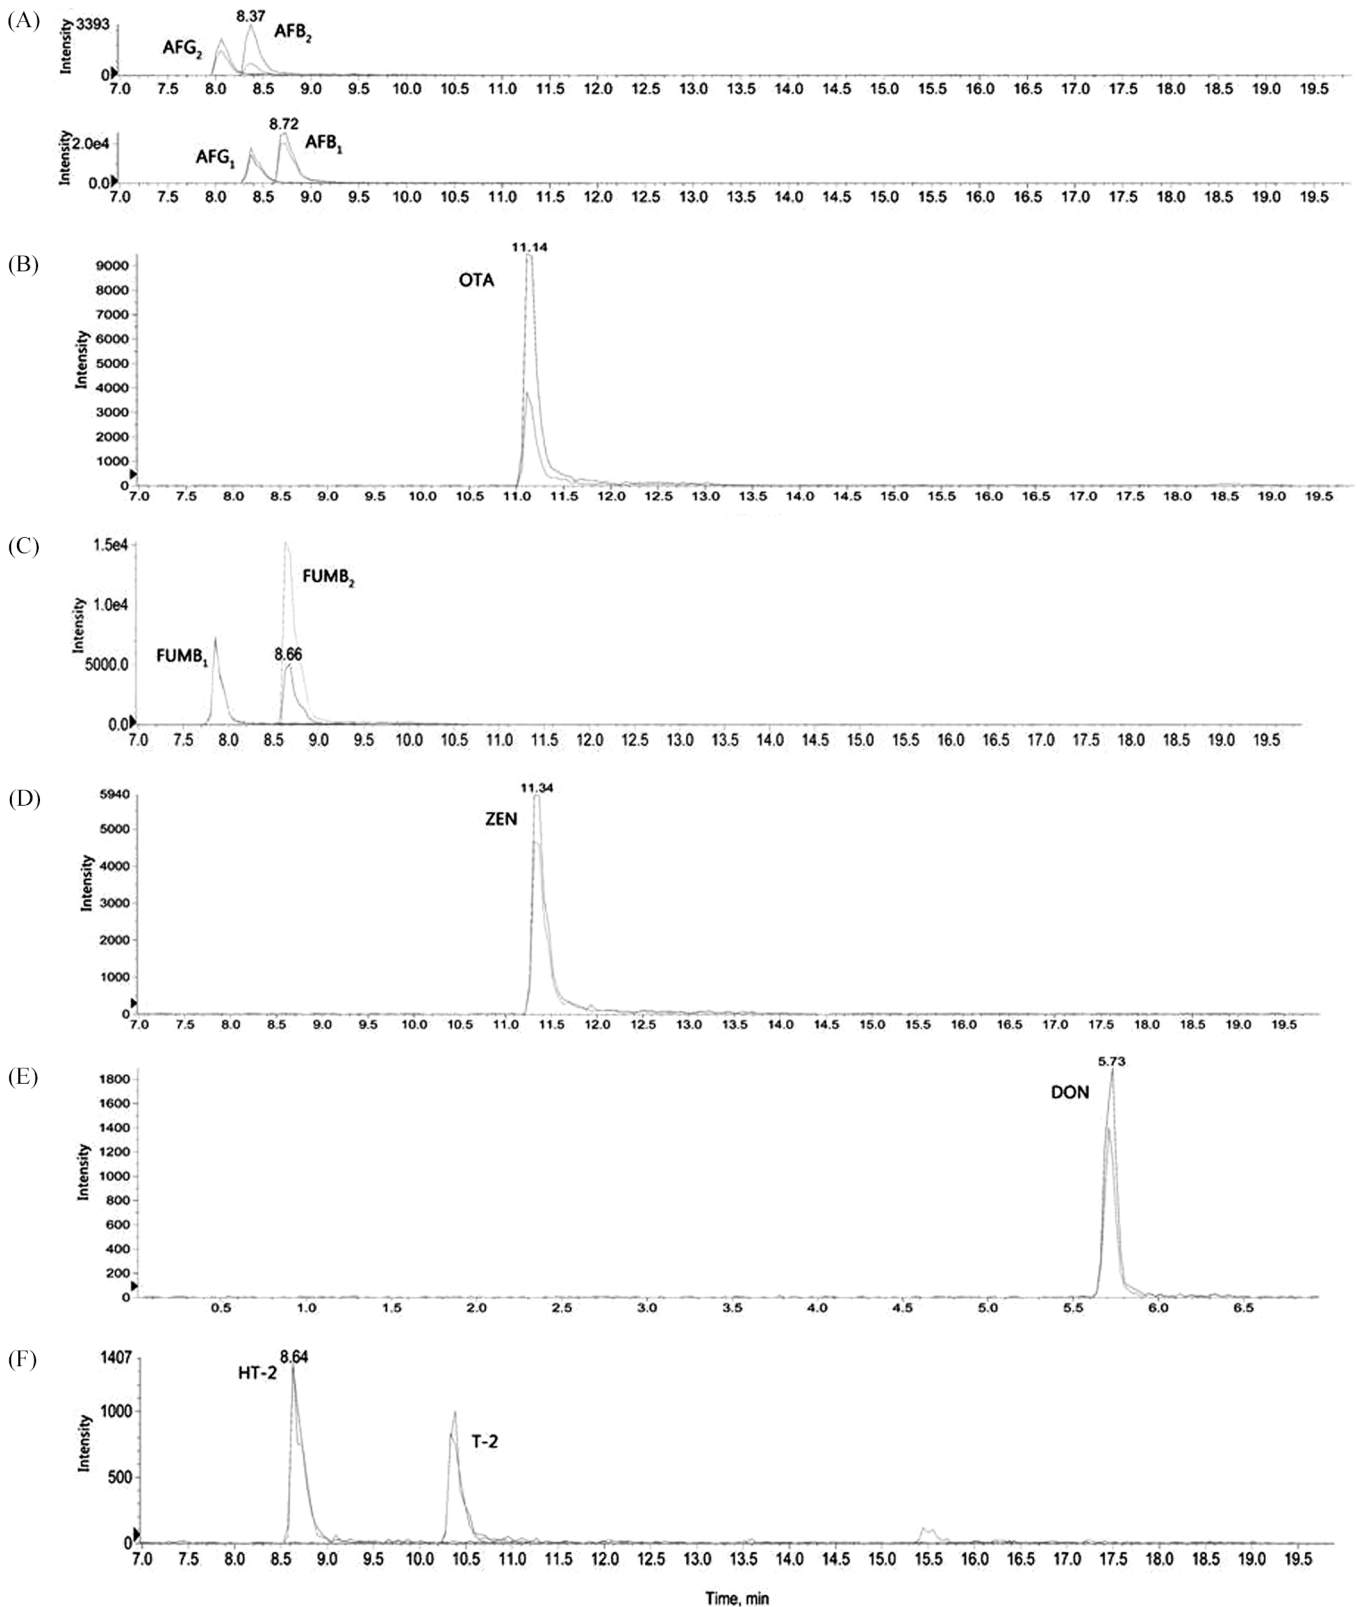 (A)
3393
8.37
AFB2
AFG2
Intensity
0
7.0 7.5 8.0 8.5 9.0 9.5 10.0 10.5 11.0 11.5 12.0 12.5 13.0 13.5 14.0 14.5 15.0 15.5 16.0 16.5 17.0 17.5 18.0 18.5 19.0 19.5
8.72
2.0e4
AFB1
AFG1
Intensity
0.0
7.0 7.5 8.0 8.5 9.0 9.5 10.0 10.5 11.0 11.5 12.0 12.5 13.0 13.5 14.0 14.5 15.0 15.5 16.0 16.5 17.0 17.5 18.0 18.5 19.0 19.5
(B)
11.14
OTA
9000
8000
7000
6000
5000
4000
3000
2000
1000
0
Intensity
7.0 7.5 8.0 8.5 9.0 9.5 10.0 10.5 11.0 11.5 12.0 12.5 13.0 13.5 14.0 14.5 15.0 15.5 16.0 16.5 17.0 17.5 18.0 18.5 19.0 19.5
(C)
1.5e4
FUMB2
1.0e4
Intensity
FUMB1
8.66
5000.0
0.0
7.0 7.5 8.0 8.5 9.0 9.5 10.0 10.5 11.0 11.5 12.0 12.5 13.0 13.5 14.0 14.5 15.0 15.5 16.0 16.5 17.0 17.5 18.0 18.5 19.0 19.5
(D)
5940
11.34
ZEN
5000
4000
3000
2000
1000
0
Intensity
7.0 7.5 8.0 8.5 9.0 9.5 10.0 10.5 11.0 11.5 12.0 12.5 13.0 13.5 14.0 14.5 15.0 15.5 16.0 16.5 17.0 17.5 18.0 18.5 19.0 19.5
(E)
5.73
DON
1800
1600
1400
1200
1000
800
600
400
200
0
Intensity
0.5 1.0 1.5 2.0 2.5 3.0 3.5 4.0 4.5 5.0 5.5 6.0 6.5
(F)
1407
8.64
HT-2
1000
T-2
Intensity
500
0
7.0 7.5 8.0 8.5 9.0 9.5 10.0 10.5 11.0 11.5 12.0 12.5 13.0 13.5 14.0 14.5 15.0 15.5 16.0 16.5 17.0 17.5 18.0 18.5 19.0 19.5
Time, min